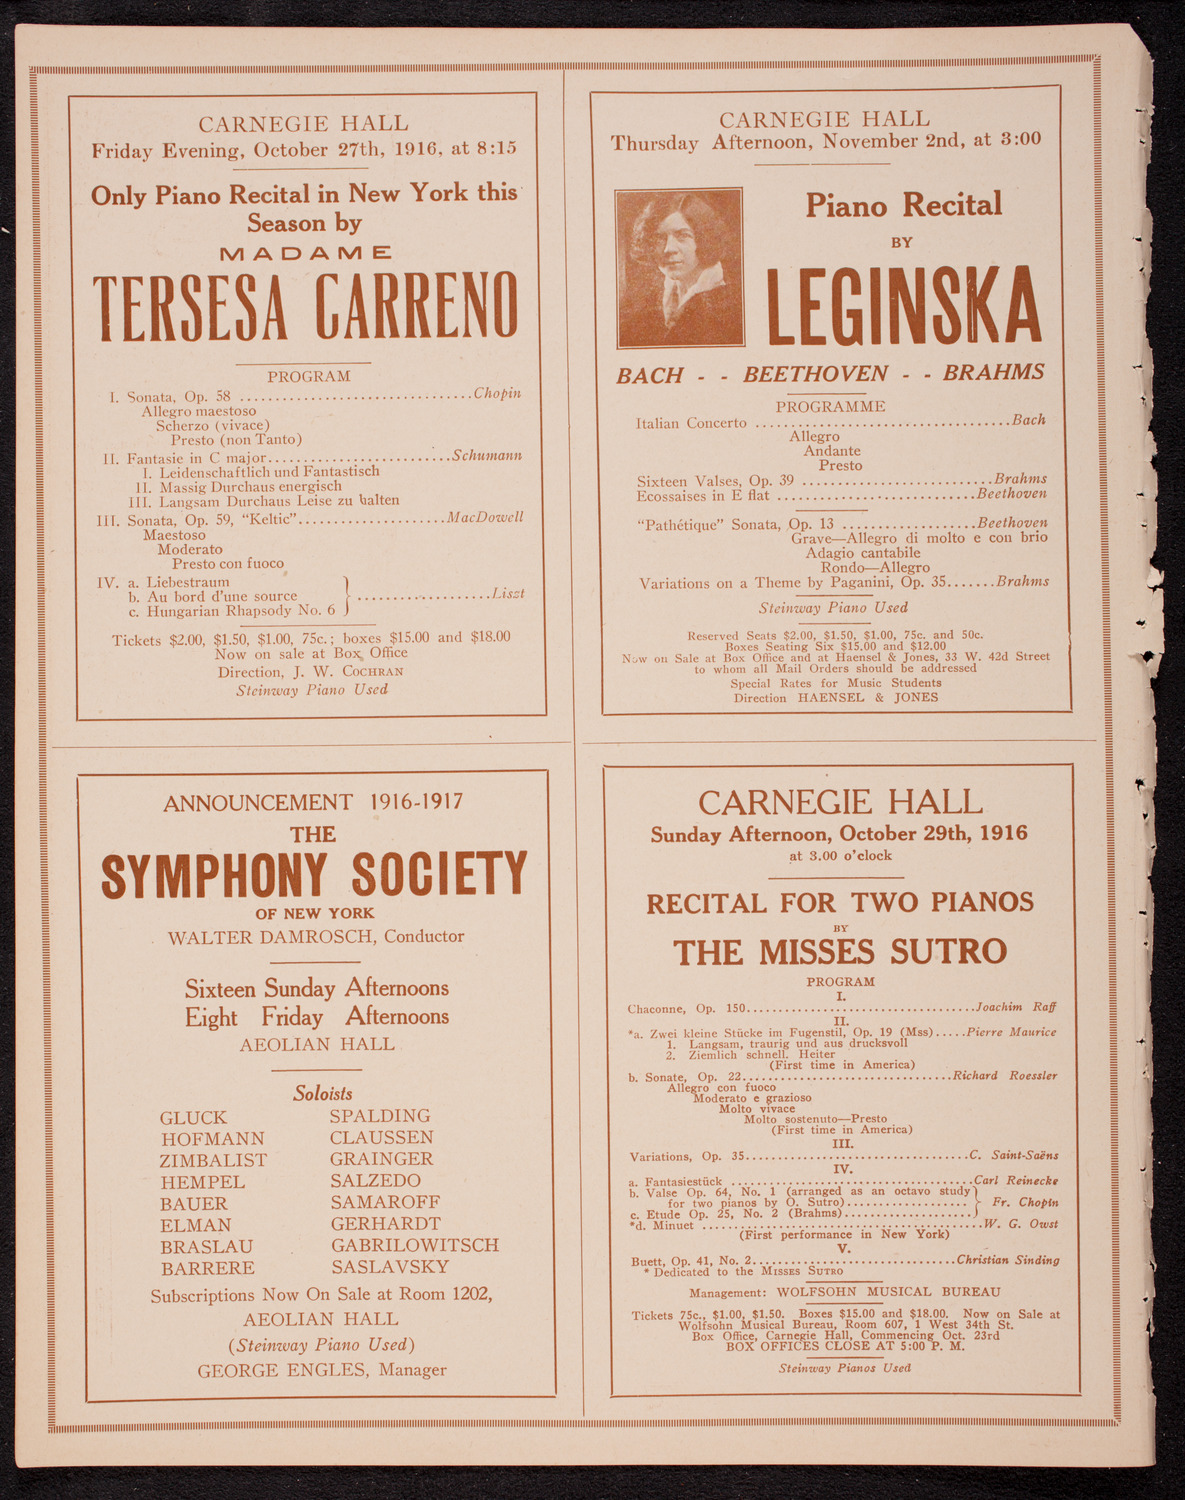 CARNEGIE HALL
Friday Evening, October 27th, 1916, at 8:15
Only Piano Recital in New York this
Season by
MADAME
TERSESA CARRENO
PROGRAM
I. Sonata, Op. 58 ................................Chopin
Allegro maestoso
Scherzo (vivace)
Presto (non Tanto)
II. Fantasie in C major.........................Schumann
I. Leidenschaftlich und Fantastisch
II. Massig Durchaus energisch
III. Langsam Durchaus Leise zu halten
III. Sonata, Op. 59, "Keltic"....................MacDowell
Maestoso
Moderato
Presto con fuoco
IV. a. Liebestraum
b. Au bord d'une source ...................Liszt
c. Hungarian Rhapsody No. 6
Tickets $2.00, $1.50, $1.00, 75c.; boxes $15.00 and $18.00
Now on sale at Box Office
Direction, J. W. COCHRAN
Steinway Piano Used
CARNEGIE HALL
Thursday Afternoon, November 2nd, at 3:00
Piano Recital
BY
LEGINSKA
BACH - - BEETHOVEN - - BRAHMS
PROGRAMME
Italian Concerto ..................................Bach
Allegro
Andante
Presto
Sixteen Valses, Op. 39 .........................Brahms
Ecossaises in E flat ..........................Beethoven
"Pathétique" Sonata, Op. 13 ..................Beethoven
Grave—Allegro di molto e con brio
Adagio cantabile
Rondo—Allegro
Variations on a Theme by Paganini, Op. 35.......Brahms
Steinway Piano Used
Reserved Seats $2.00, $1.50, $1.00, 75c. and 50c.
Boxes Seating Six $15.00 and $12.00
Now on Sale at Box Office and at Haensel & Jones, 33 W. 42d Street
to whom all Mail Orders should be addressed
Special Rates for Music Students
Direction HAENSEL & JONES
ANNOUNCEMENT 1916-1917
THE
SYMPHONY SOCIETY
OF NEW YORK
WALTER DAMROSCH, Conductor
Sixteen Sunday Afternoons
Eight Friday Afternoons
AEOLIAN HALL
Soloists
GLUCK SPALDING
HOFMANN CLAUSSEN
ZIMBALIST GRAINGER
HEMPEL SALZEDO
BAUER SAMAROFF
ELMAN GERHARDT
BRASLAU GABRILOWITSCH
BARRERE SASLAVSKY
Subscriptions Now On Sale at Room 1202,
AEOLIAN HALL
(Steinway Piano Used)
GEORGE ENGLES, Manager
CARNEGIE HALL
Sunday Afternoon, October 29th, 1916
at 3.00 o'clock
RECITAL FOR TWO PIANOS
BY
THE MISSES SUTRO
PROGRAM
I.
Chaconne, Op. 150.................................Joachim Raff
II.
*a. Zwei kleine Stücke im Fugenstil, Op. 19 (Mss).....Pierre Maurice
1. Langsam, traurig und aus drucksvoll
2. Ziemlich schnell. Heiter
(First time in America)
b. Sonate, Op. 22..............................Richard Roessler
Allegro con fuoco
Moderato e grazioso
Molto vivace
Molto sostenuto—Presto
(First time in America)
III.
Variations, Op. 35................................C. Saint-Saëns
IV.
a. Fantasiestück ...................................Carl Reinecke
b. Valse Op. 64, No. 1 (arranged as an octavo study
for two pianos by O. Sutro).................. Fr. Chopin
c. Etude Op. 25, No. 2 (Brahms)...................
*d. Minuet ........................................W. G. Owst
(First performance in New York)
V.
Buett, Op. 41, No. 2.............................Christian Sinding
* Dedicated to the MISSES SUTRO
Management: WOLFSOHN MUSICAL BUREAU
Tickets 75c., $1.00, $1.50. Boxes $15.00 and $18.00. Now on Sale at
Wolfsohn Musical Bureau, Room 607, 1 West 34th St.
Box Office, Carnegie Hall, Commencing Oct. 23rd
BOX OFFICES CLOSE AT 5:00 P. M.
Steinway Pianos Used